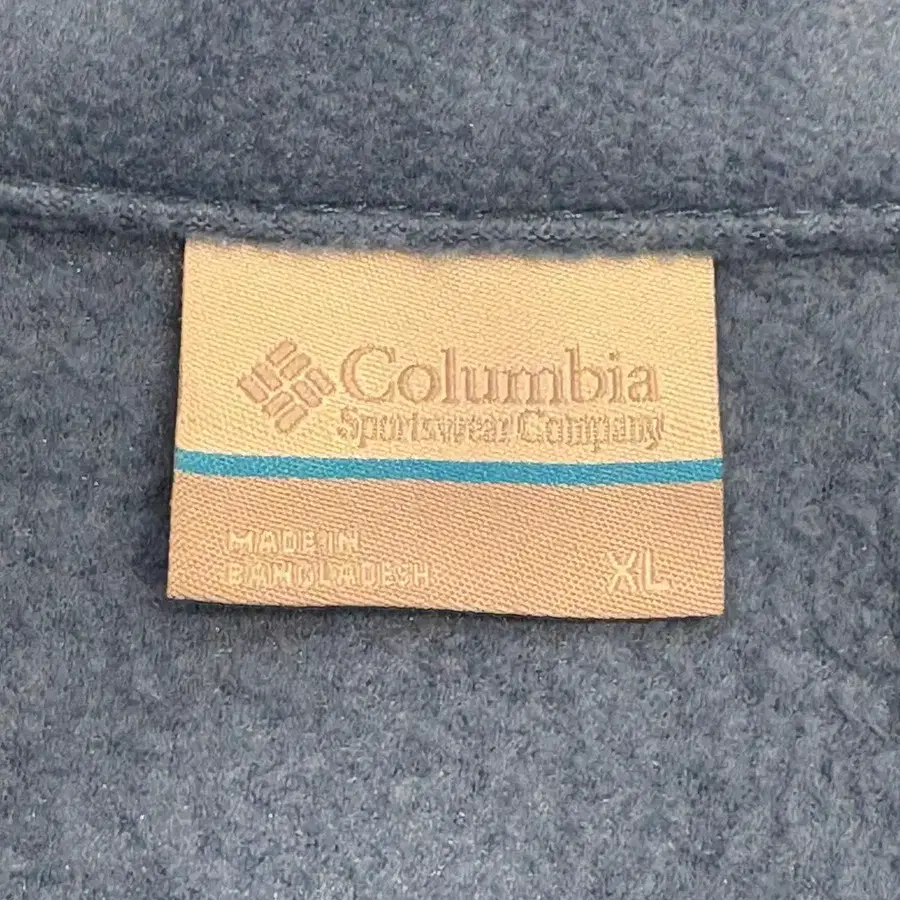 Columbia
Sportswear Company
MADE IN
BANGLADESH
XL